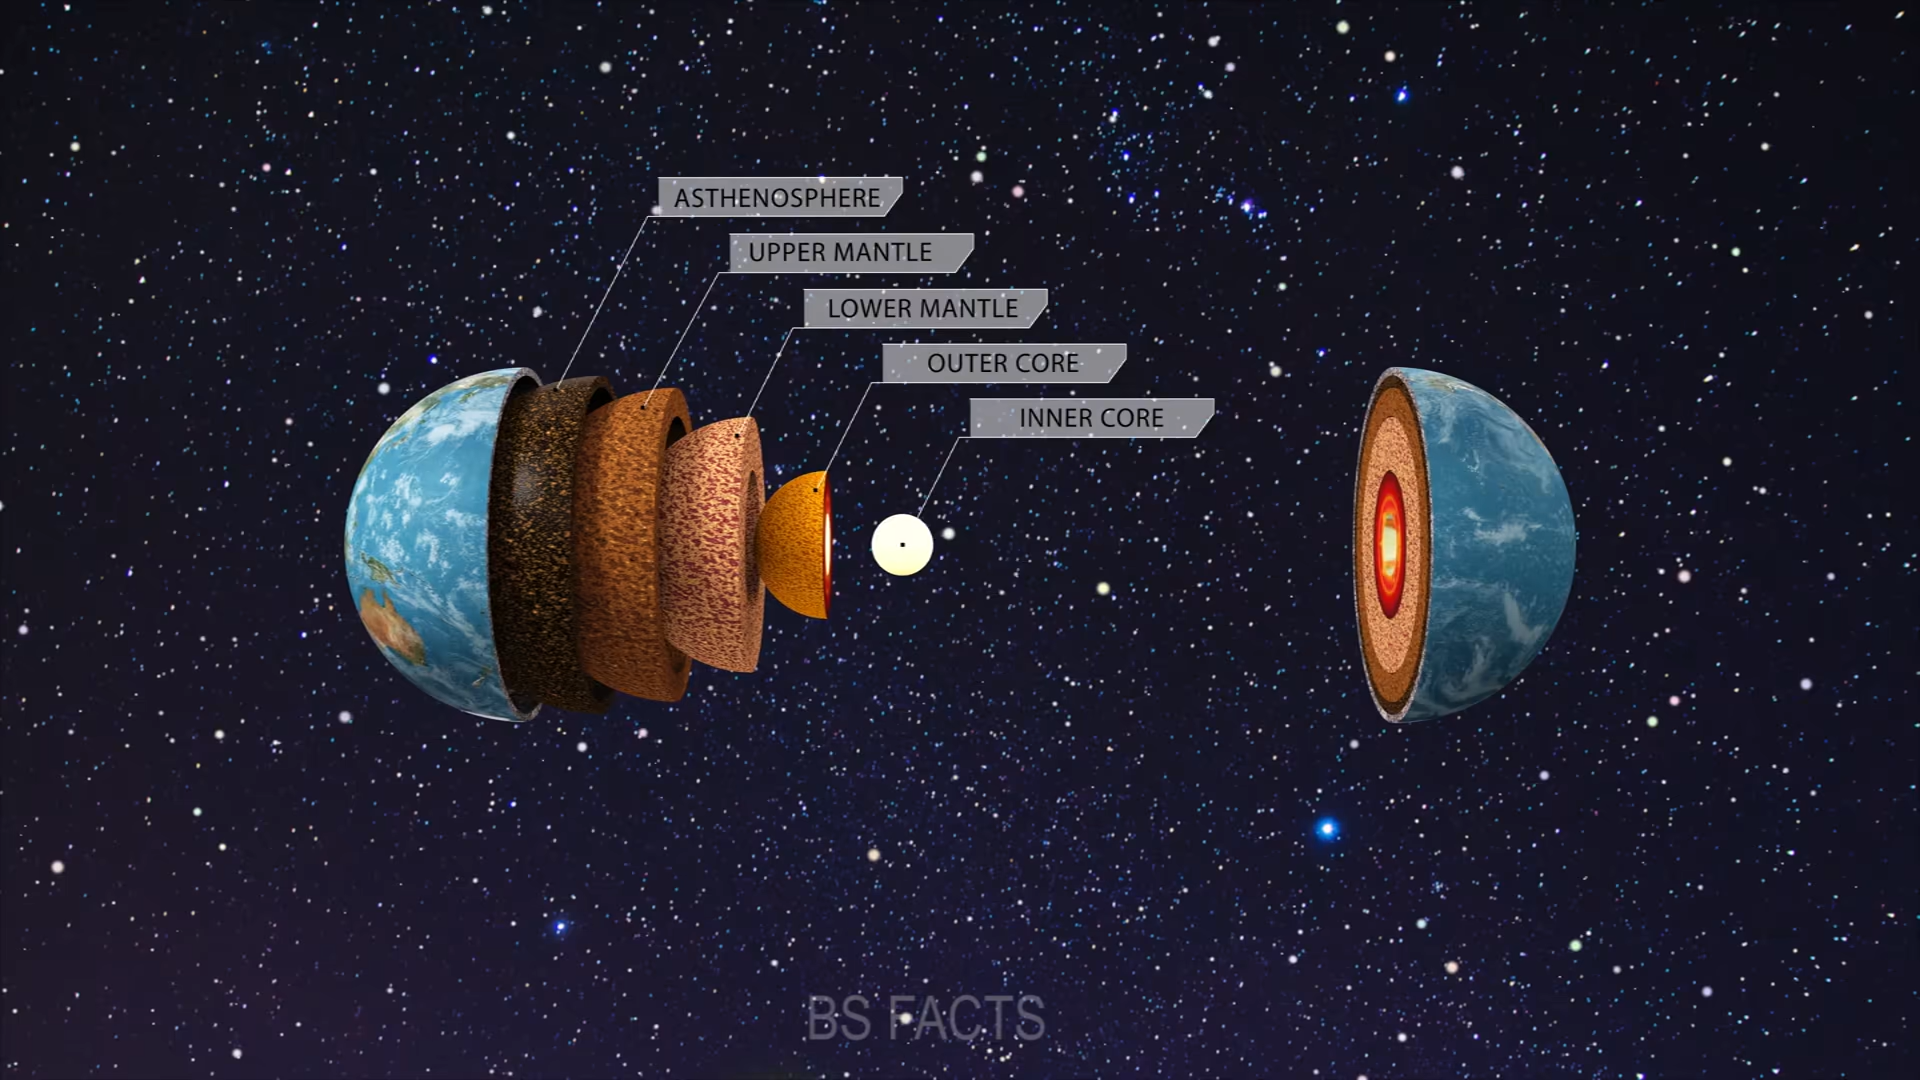 ASTHENOSPHERE
UPPER MANTLE
LOWER MANTLE
OUTER CORE
INNER CORE
BS FACTS